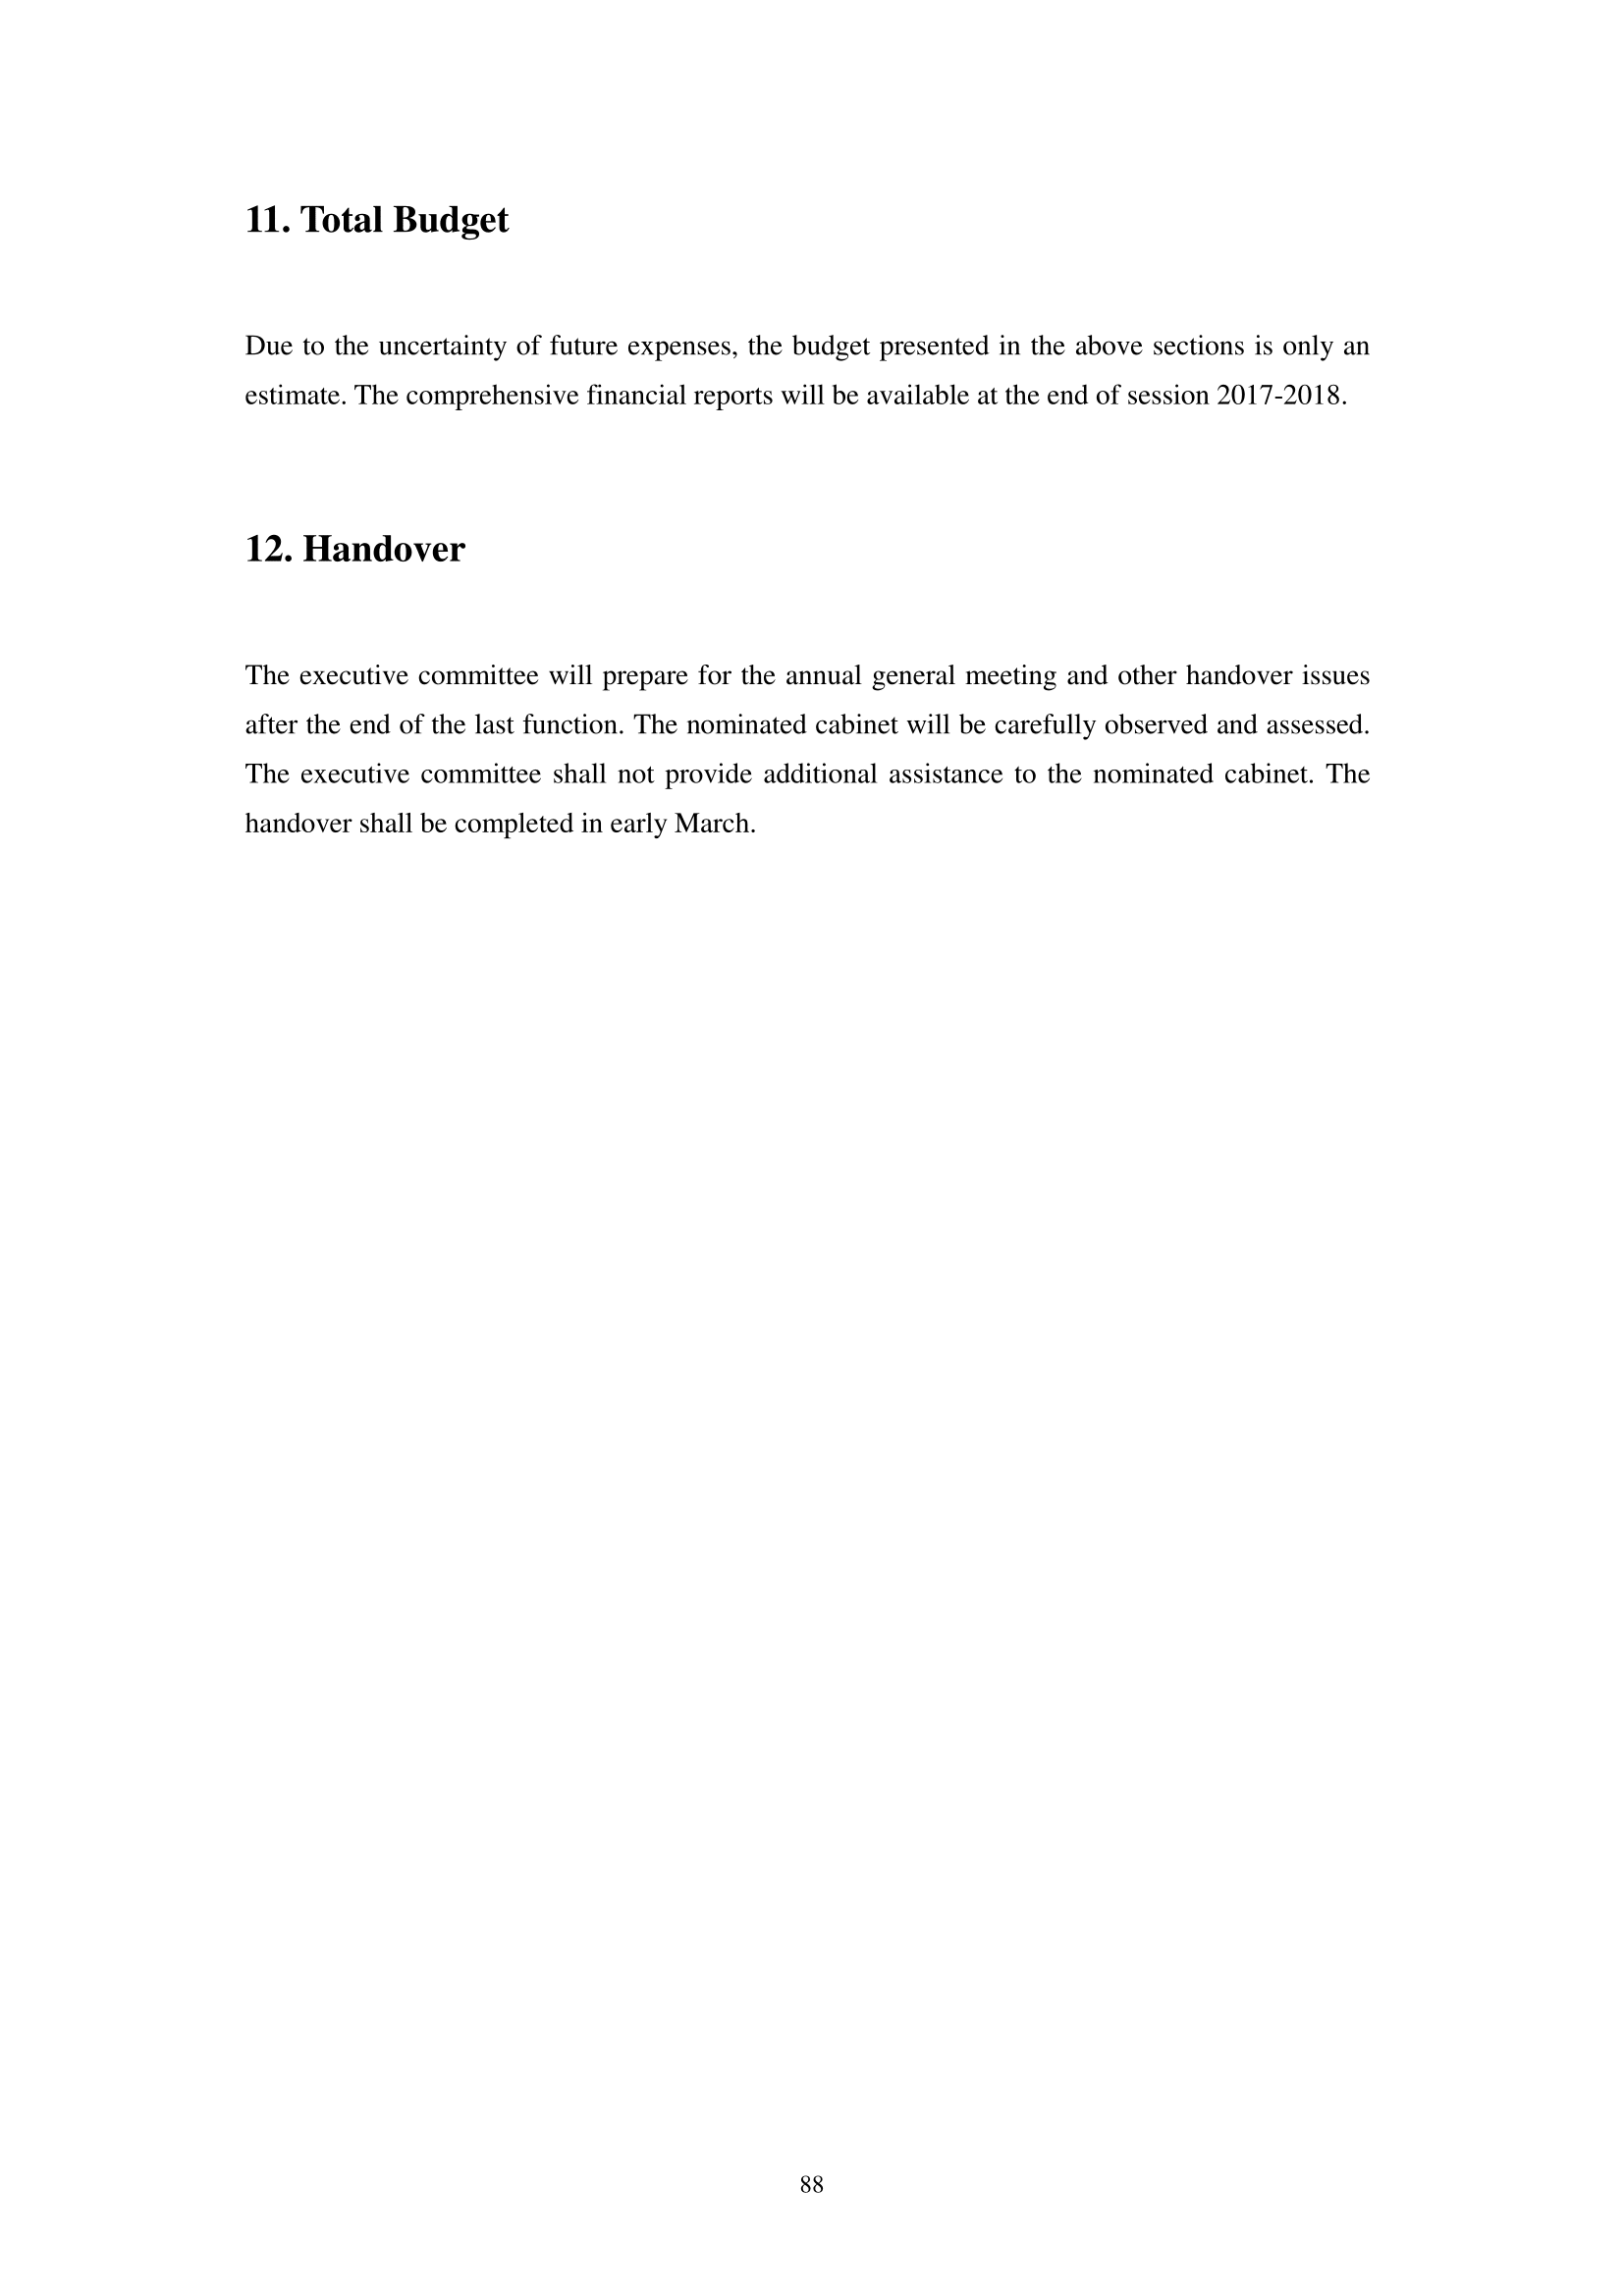 11. Total Budget
Due to the uncertainty of future expenses, the budget presented in the above sections is only an
estimate. The comprehensive financial reports will be available at the end of session 2017-2018.
12. Handover
The executive committee will prepare for the annual general meeting and other handover issues
after the end of the last function. The nominated cabinet will be carefully observed and assessed.
The executive committee shall not provide additional assistance to the nominated cabinet. The
handover shall be completed in early March.
88